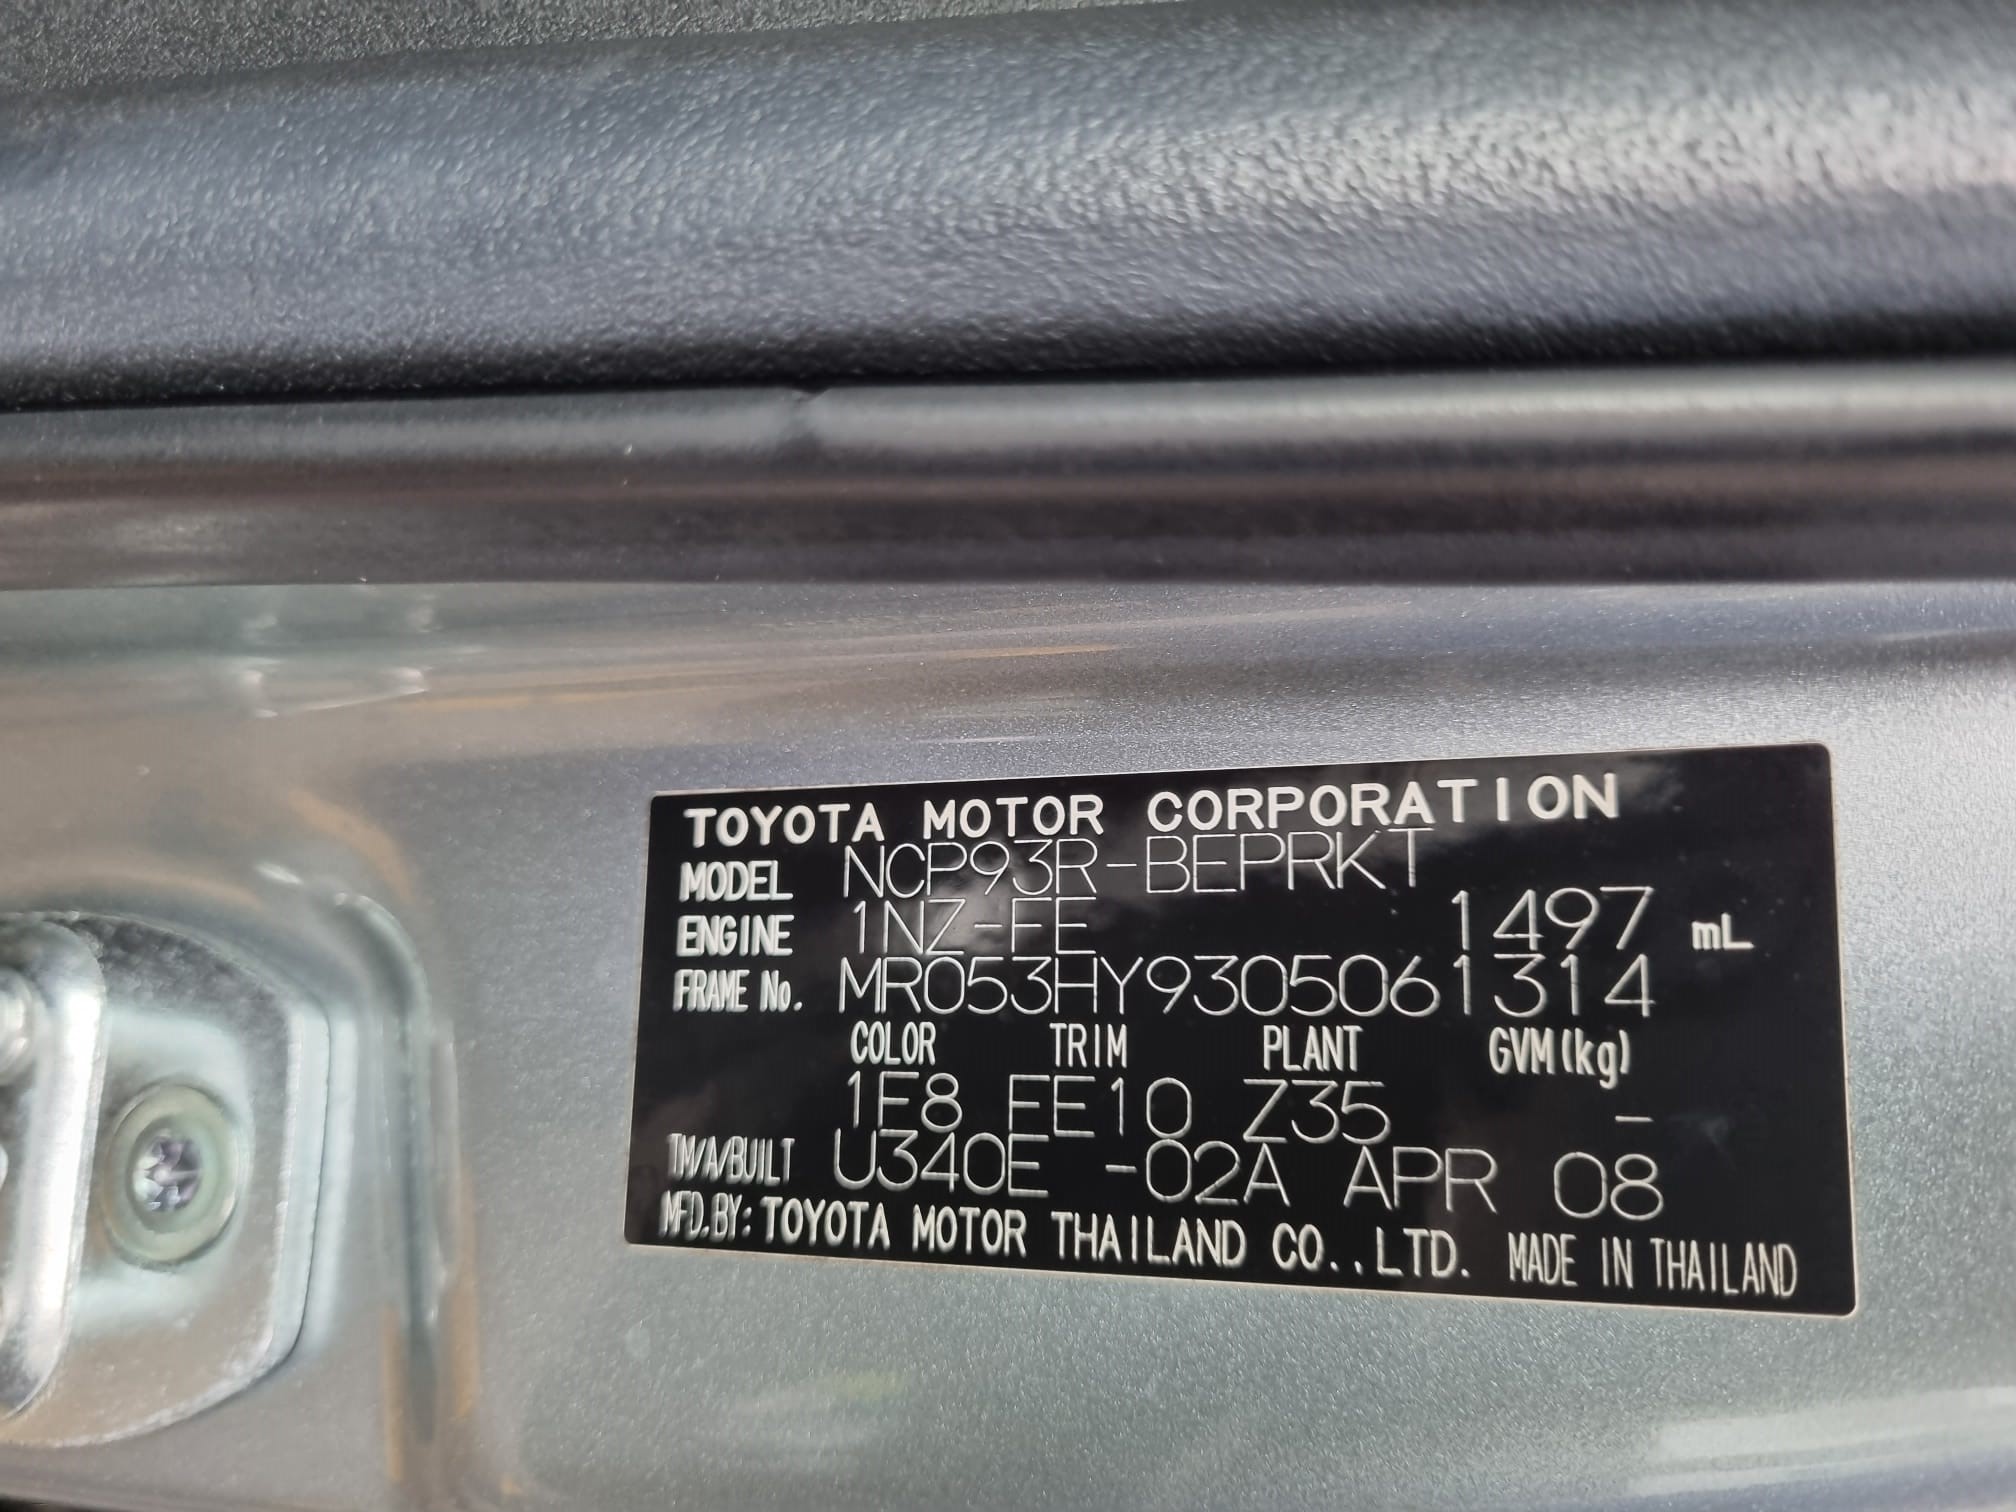 TOYOTA MOTOR CORPORATION
MODEL NCP93R-BEPRKT
ENGINE 1NZ-FE 1497 mL
FRAME No. MR053HY9305061314
COLOR TRIM PLANT GVM(kg)
1F8 FE10 Z35 -
TM/A/BUILT U340E -02A APR 08
MFD.BY: TOYOTA MOTOR THAILAND CO.,LTD. MADE IN THAILAND